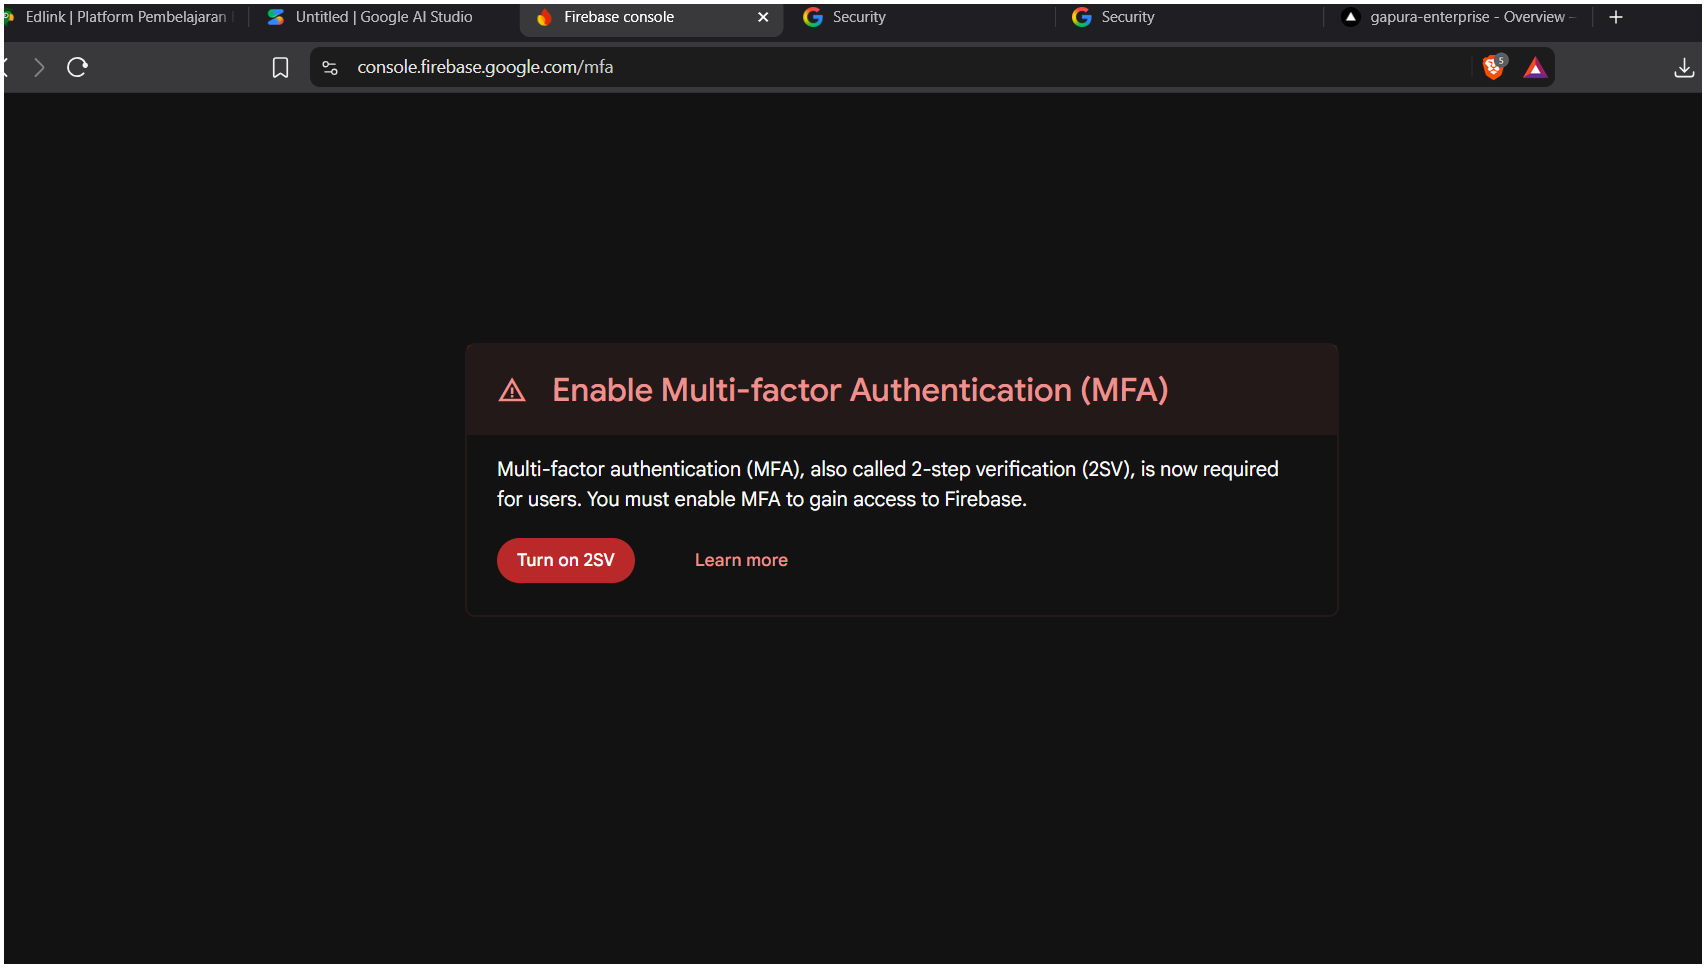 Edlink | Platform Pembelajaran
Untitled | Google AI Studio
Firebase console
Security
Security
gapura-enterprise - Overview -
console.firebase.google.com/mfa
5
Enable Multi-factor Authentication (MFA)
Multi-factor authentication (MFA), also called 2-step verification (2SV), is now required
for users. You must enable MFA to gain access to Firebase.
Turn on 2SV
Learn more